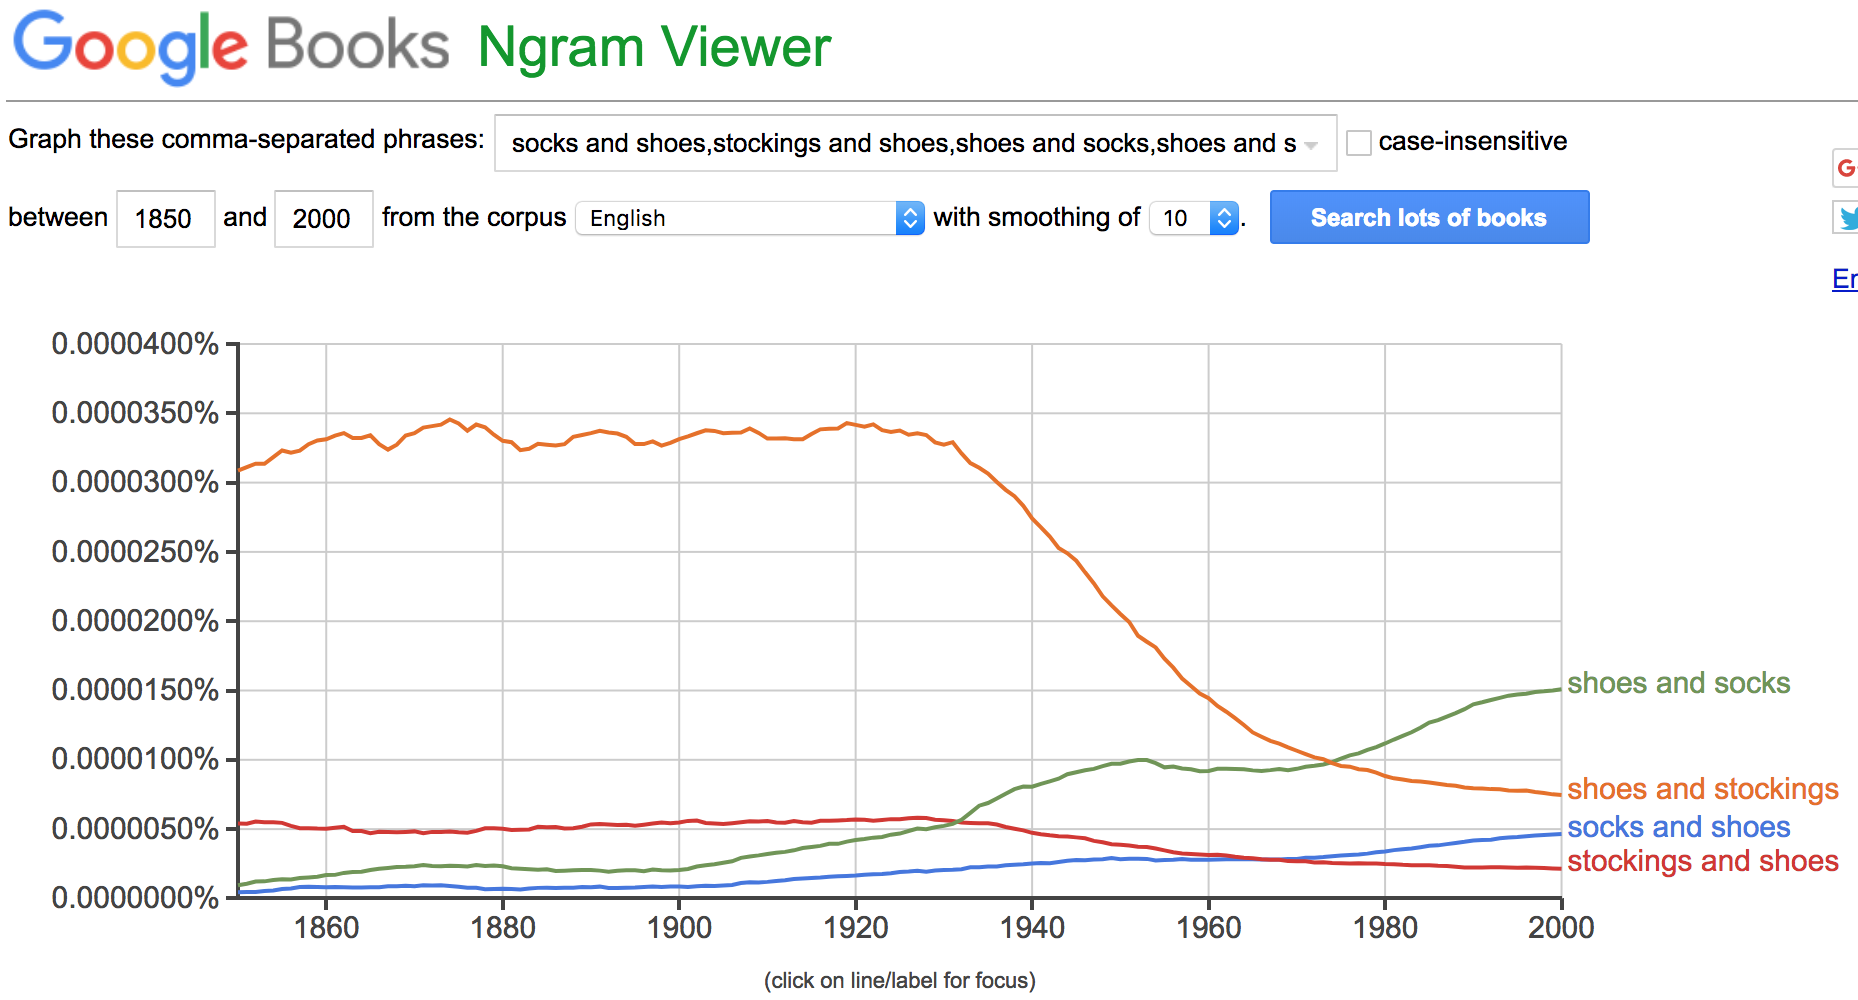 Google Books Ngram Viewer
Graph these comma-separated phrases: socks and shoes,stockings and shoes,shoes and socks,shoes and s case-insensitive
between 1850 and 2000 from the corpus English with smoothing of 10 . Search lots of books
G
Er
0.0000400%
0.0000350%
0.0000300%
0.0000250%
0.0000200%
0.0000150%
0.0000100%
0.0000050%
0.0000000%
shoes and socks
shoes and stockings
socks and shoes
stockings and shoes
1860 1880 1900 1920 1940 1960 1980 2000
(click on line/label for focus)